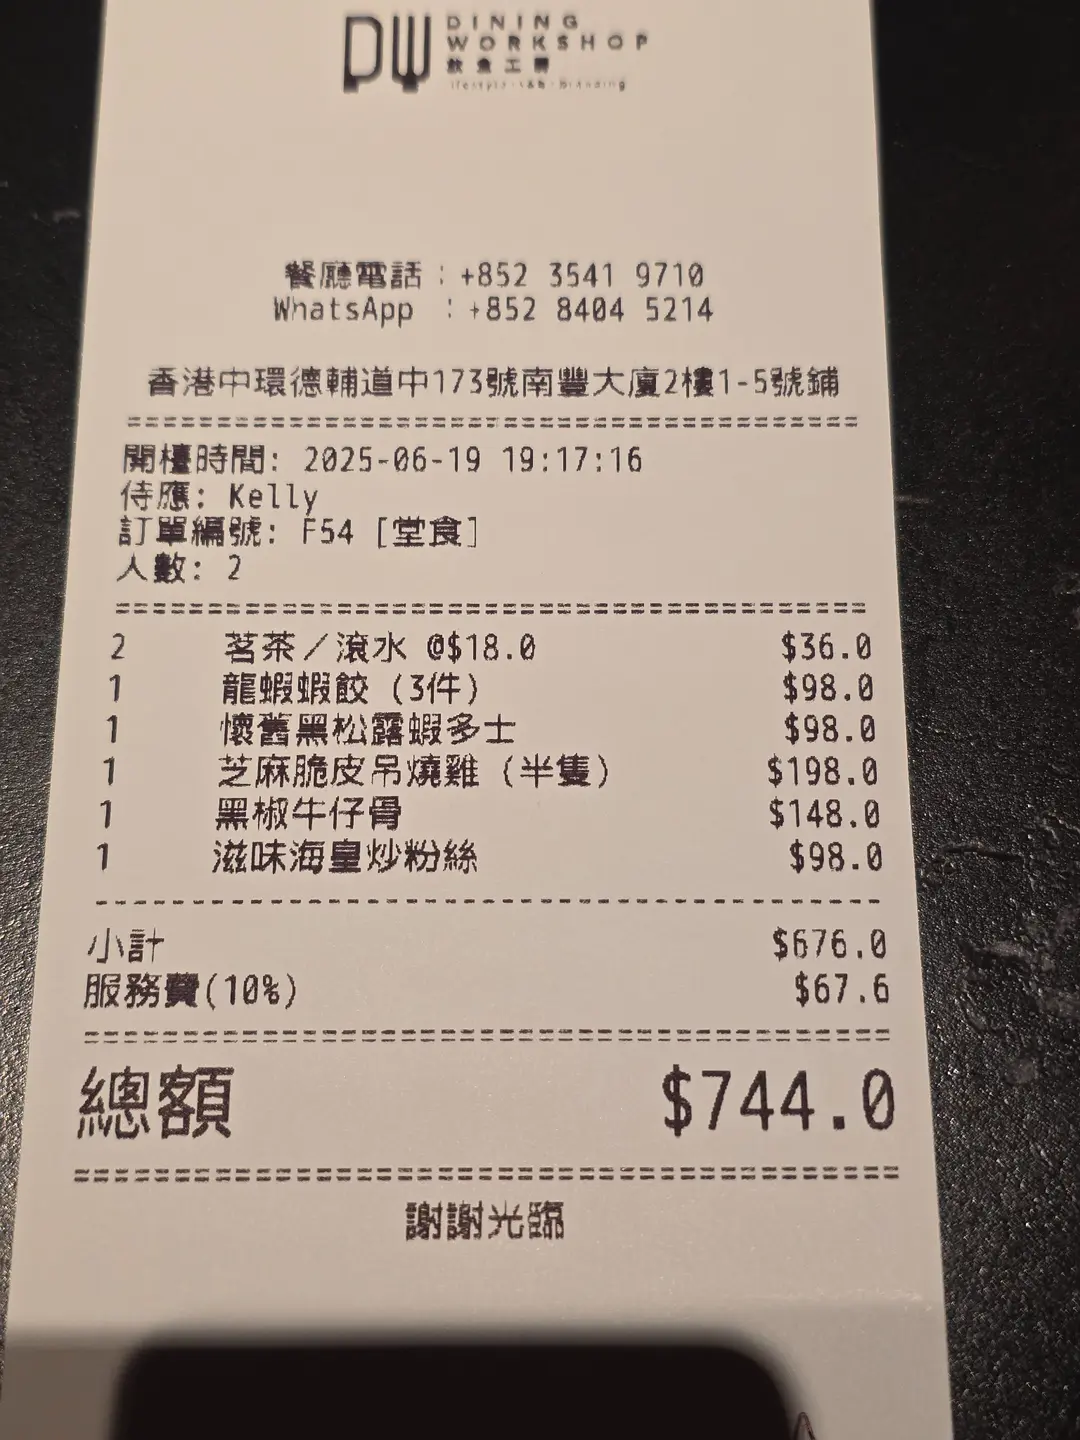 DINING
WORKSHOP
飲食工房
餐廳電話：+852 3541 9710
WhatsApp ：+852 8404 5214
香港中環德輔道中173號南豐大廈2樓1-5號鋪
開檯時間: 2025-06-19 19:17:16
侍應: Kelly
訂單編號: F54 [堂食]
人數: 2
2 茗茶／滾水 @$18.0 $36.0
1 龍蝦蝦餃 (3件) $98.0
1 懷舊黑松露蝦多士 $98.0
1 芝麻脆皮吊燒雞 (半隻) $198.0
1 黑椒牛仔骨 $148.0
1 滋味海皇炒粉絲 $98.0
小計 $676.0
服務費(10%) $67.6
總額 $744.0
謝謝光臨